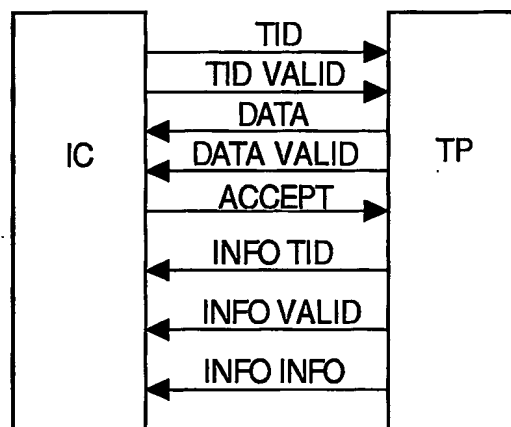 TID
TID VALID
DATA
IC
DATA VALID
TP
ACCEPT
INFO TID
INFO VALID
INFO INFO